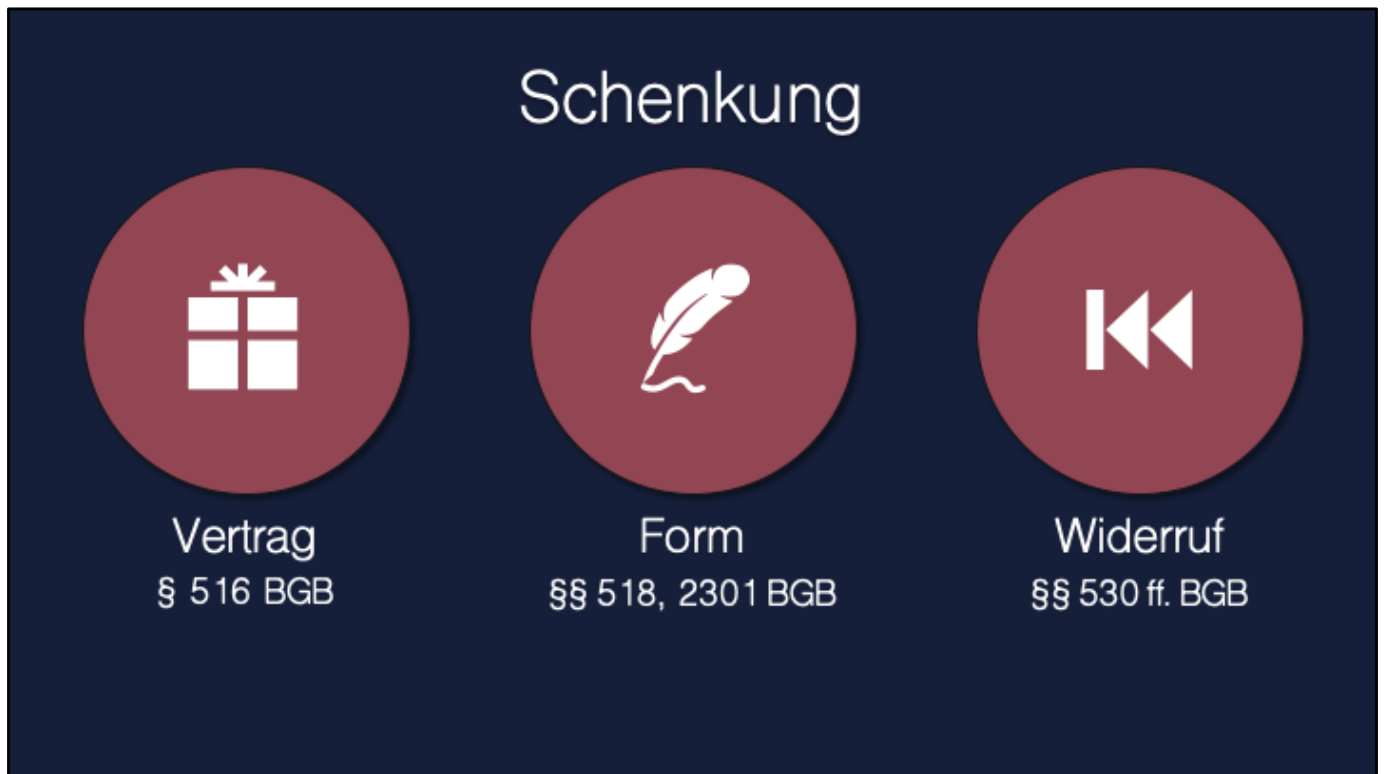 Schenkung
Vertrag
§ 516 BGB
Form
§§ 518, 2301 BGB
Widerruf
§§ 530 ff. BGB